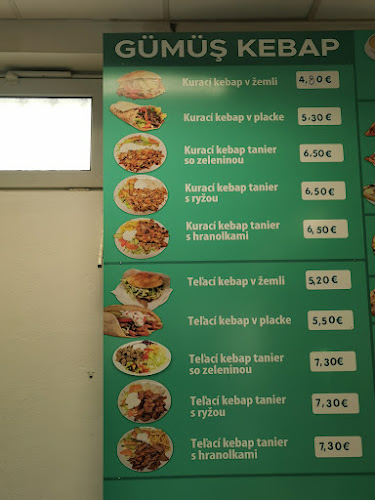 GÜMÜŞ KEBAP
Kurací kebap v žemli 4,80€
Kurací kebap v placke 5.30€
Kurací kebap tanier
so zeleninou 6.50€
Kurací kebap tanier
s ryžou 6,50€
Kurací kebap tanier
s hranolkami 6,50€
Teľací kebap v žemli 5,20€
Teľací kebap v placke 5,50€
Teľací kebap tanier
so zeleninou 7,30€
Teľací kebap tanier
s ryžou 7,30€
Teľací kebap tanier
s hranolkami 7,30€